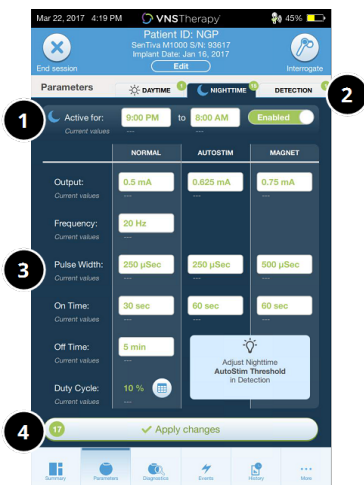 Mar 22, 2017 4:19 PM VNSTherapy 45%
Patient ID: NGP
SenTiva M1000 S/N: 93617
Implant Date: Jan 16, 2017
End session Edit Interrogate
Parameters DAYTIME NIGHTTIME DETECTION
2
1
Active for: 9:00 PM to 8:00 AM Enabled
Current values --- ---
NORMAL AUTOSTIM MAGNET
Output: 0.5 mA 0.625 mA 0.75 mA
Current values --- --- ---
Frequency: 20 Hz
Current values ---
3
Pulse Width: 250 µSec 250 µSec 500 µSec
Current values --- --- ---
On Time: 30 sec 60 sec 60 sec
Current values --- --- ---
Off Time: 5 min
Current values ---
Adjust Nighttime
AutoStim Threshold
in Detection
Duty Cycle: 10 %
Current values ---
4
17 Apply changes
Summary Parameters Diagnostics Events History More